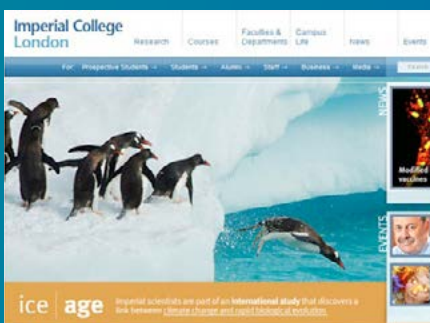 Imperial College
London
Research Courses Faculties & Departments Campus Life News Events
For: Prospective Students → Students → Alumni → Staff → Business → Media →
NEWS
Modified
vaccines
EVENTS
ice age
Imperial scientists are part of an international study that discovers a
link between climate change and rapid biological evolution.